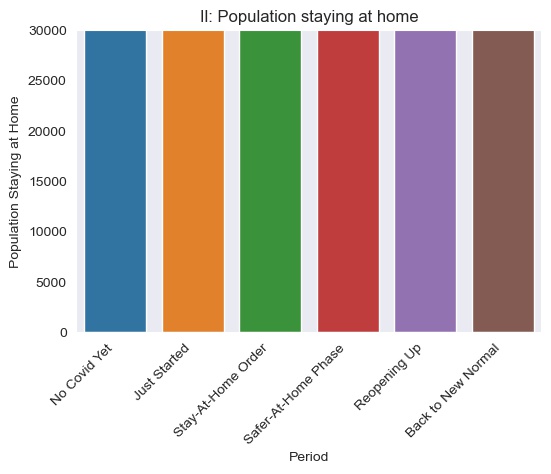 II: Population staying at home
Population Staying at Home
30000
25000
20000
15000
10000
5000
0
No Covid Yet
Just Started
Stay-At-Home Order
Safer-At-Home Phase
Reopening Up
Back to New Normal
Period